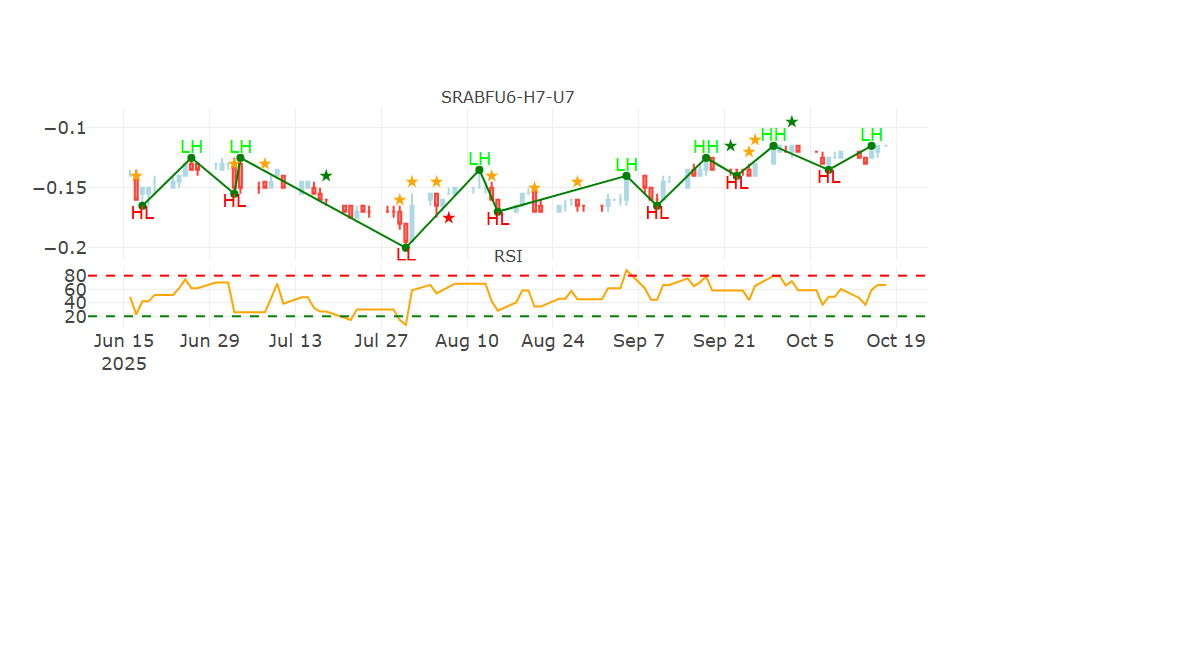 SRABFU6-H7-U7
−0.1
−0.15
−0.2
HL
LH
HL
LH
LL
LH
HL
LH
HL
HH
HL
HH
HL
LH
RSI
80
60
40
20
Jun 15
2025
Jun 29
Jul 13
Jul 27
Aug 10
Aug 24
Sep 7
Sep 21
Oct 5
Oct 19